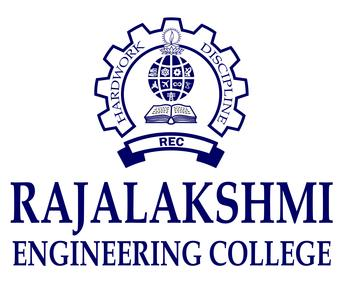 HARDWORK
DISCIPLINE
REC
RAJALAKSHMI
ENGINEERING COLLEGE